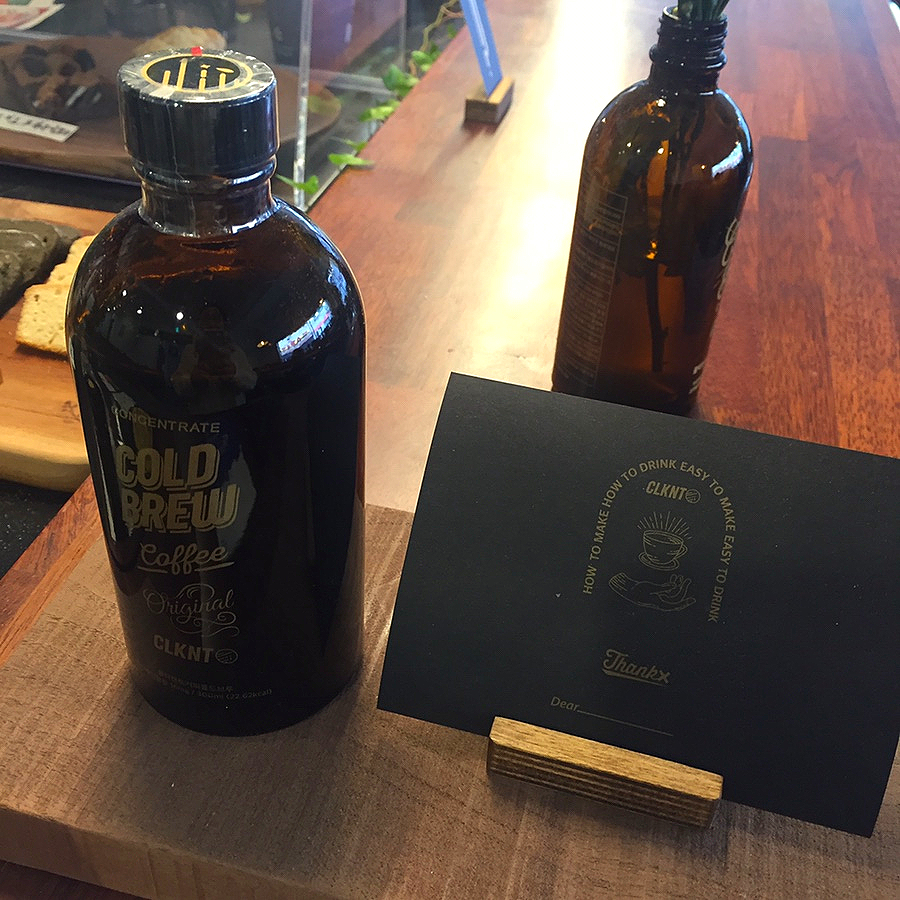 CONCENTRATE
COLD
BREW
Coffee
Original
CLKNT
HOW TO MAKE HOW TO DRINK EASY TO MAKE EASY TO DRINK
CLKNT
Thankx
Dear